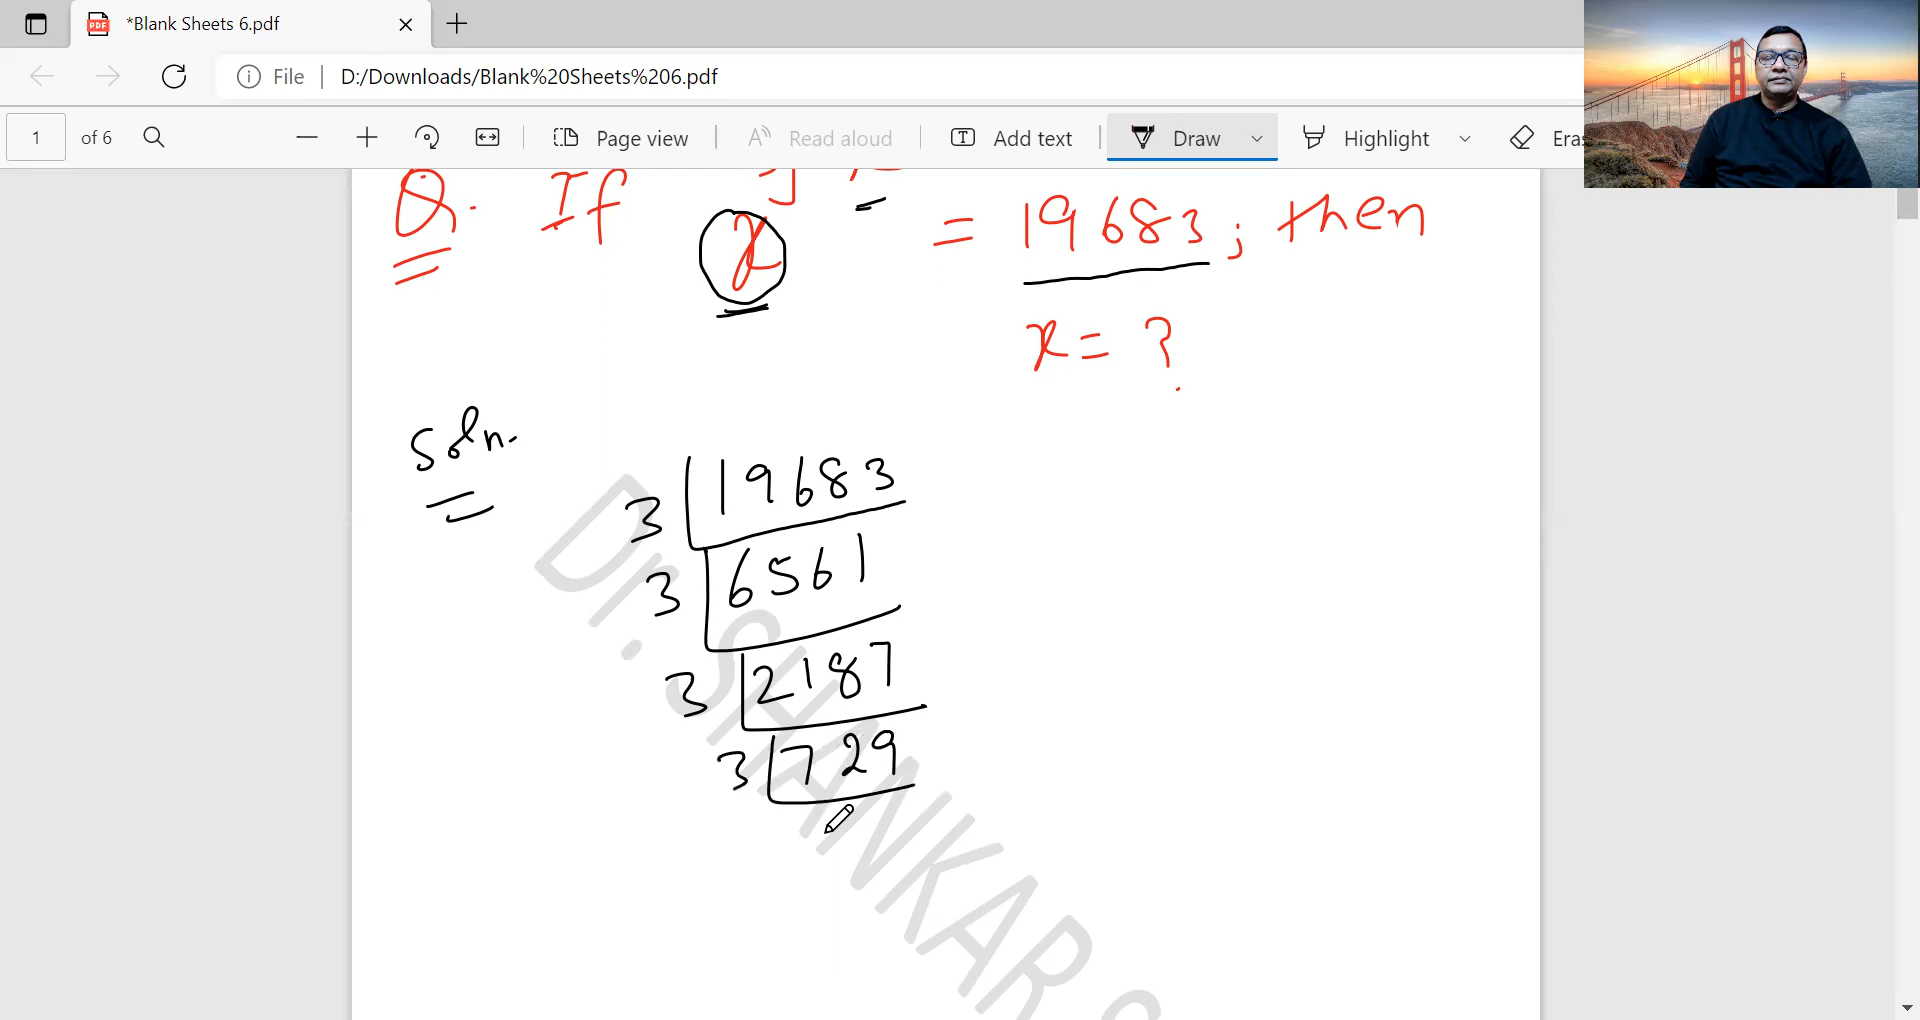 *Blank Sheets 6.pdf
File D:/Downloads/Blank%20Sheets%206.pdf
1 of 6 Page view Read aloud Add text Draw Highlight
Q. If x = 19683; then
x = ?
Soln.
3 19683
3 6561
3 2187
3 729
Dr. SHANKAR